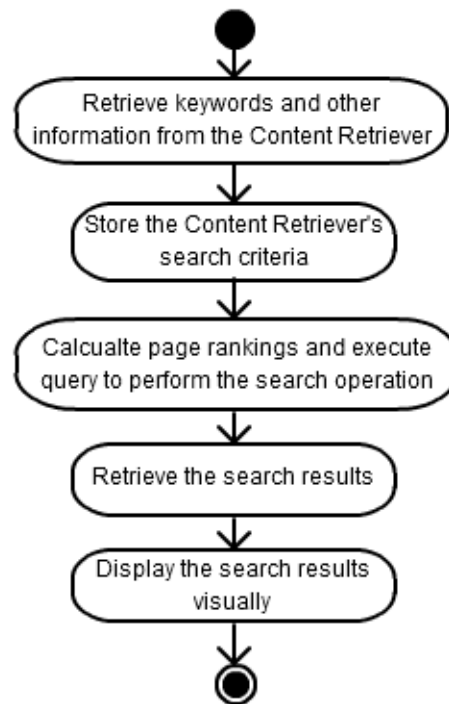 Retrieve keywords and other
information from the Content Retriever
Store the Content Retriever's
search criteria
Calcualte page rankings and execute
query to perform the search operation
Retrieve the search results
Display the search results
visually